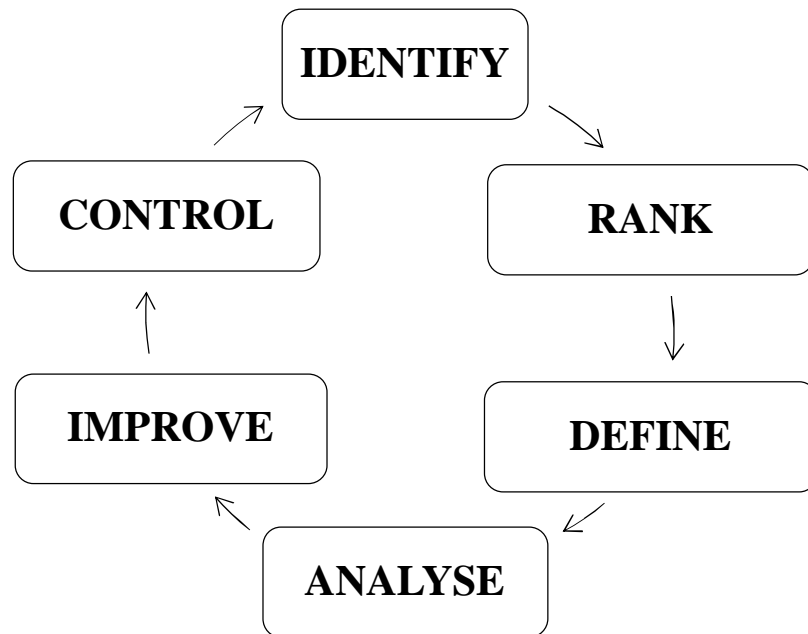 IDENTIFY
RANK
DEFINE
ANALYSE
IMPROVE
CONTROL